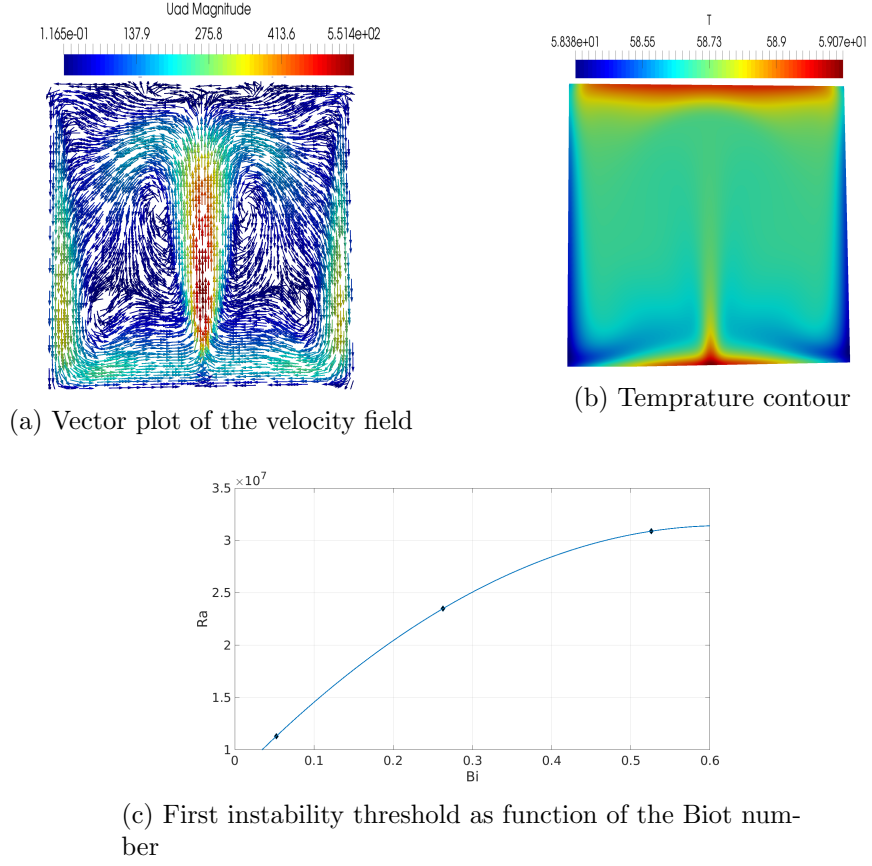 Uad Magnitude
1.165e-01 137.9 275.8 413.6 5.514e+02
T
5.838e+01 58.55 58.73 58.9 5.907e+01
(a) Vector plot of the velocity field
(b) Temprature contour
×10⁷
3.5
3
2.5
2
1.5
1
Ra
0 0.1 0.2 0.3 0.4 0.5 0.6
Bi
(c) First instability threshold as function of the Biot num-
ber